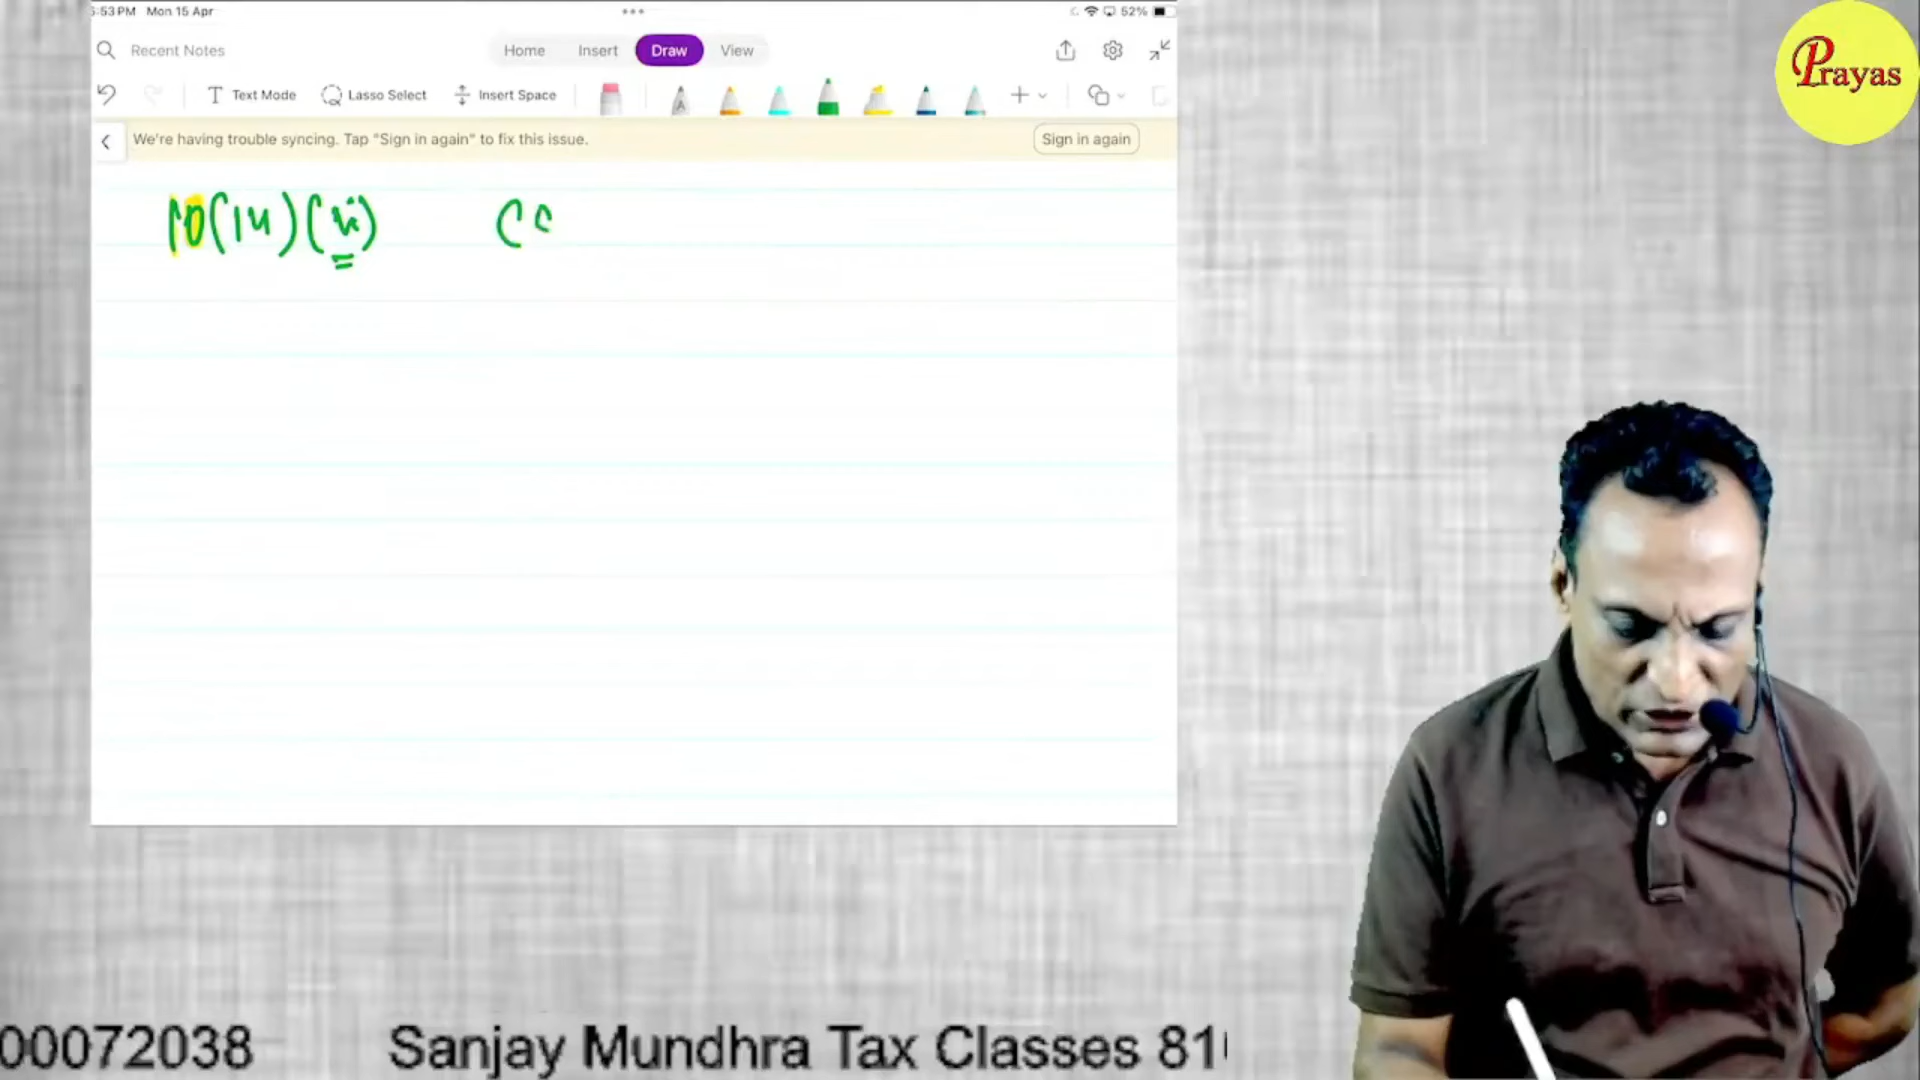 :53 PM Mon 15 Apr
52%
Recent Notes
Home Insert Draw View
Text Mode Lasso Select Insert Space
We're having trouble syncing. Tap "Sign in again" to fix this issue.
Sign in again
Prayas
10(14)(
00072038 Sanjay Mundhra Tax Classes 81